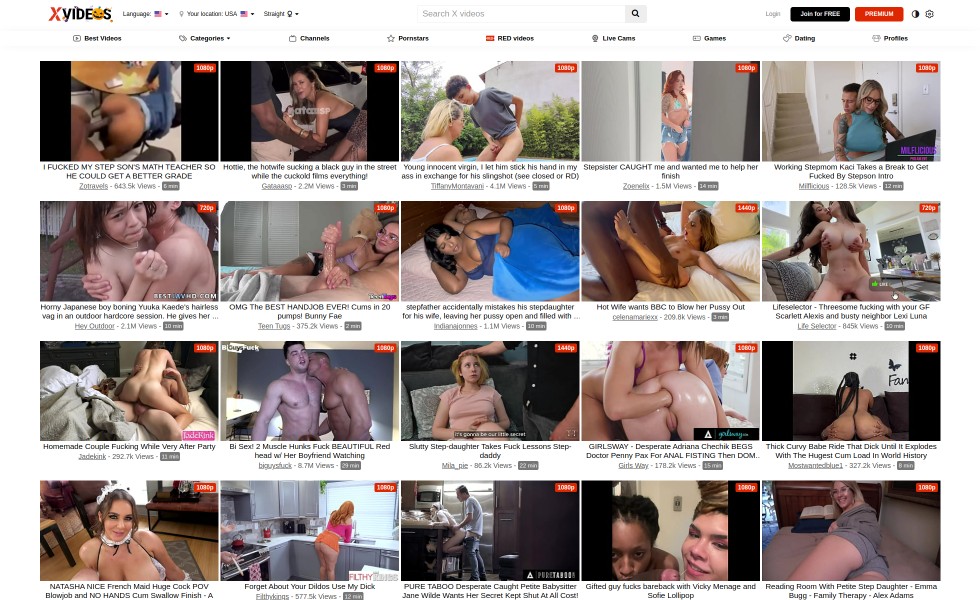 XVIDEOS
Language:
Your location: USA
Straight
Search X videos
Login
Join for FREE
PREMIUM
Best Videos
Categories
Channels
Pornstars
RED videos
Live Cams
Games
Dating
Profiles
1080p
1080p
1080p
1080p
1080p
MILFLICIOUS
I FUCKED MY STEP SON'S MATH TEACHER SO
HE COULD GET A BETTER GRADE
Zotravels - 643.5k Views - 6 min
Hottie, the hotwife sucking a black guy in the street
while the cuckold films everything!
Gataaasp - 2.2M Views - 3 min
Young innocent virgin, I let him stick his hand in my
ass in exchange for his slingshot (see closed or RD)
TiffanyMontavani - 4.1M Views - 5 min
Stepsister CAUGHT me and wanted me to help her
finish
Zoenelix - 1.5M Views - 14 min
Working Stepmom Kaci Takes a Break to Get
Fucked By Stepson Intro
Milflicious - 128.5k Views - 12 min
720p
1080p
1080p
1440p
720p
LIKE
Horny Japanese boy boning Yuuka Kaede's hairless
vag in an outdoor hardcore session. He gives her ...
Hey Outdoor - 2.1M Views - 10 min
OMG The BEST HANDJOB EVER! Cums in 20
pumps! Bunny Fae
Teen Tugs - 375.2k Views - 2 min
stepfather accidentally mistakes his stepdaughter
for his wife, leaving her pussy open and filled with ...
Indianajonnes - 1.1M Views - 10 min
Hot Wife wants BBC to Blow her Pussy Out
celenamariexx - 209.6k Views - 3 min
Lifeselector - Threesome fucking with your GF
Scarlett Alexis and busty neighbor Lexi Luna
Life Selector - 845k Views - 10 min
1080p
1080p
1440p
1080p
1080p
BiGuysFuck
JadeKink
It's gonna be our little secret
girlsway
Fam
Homemade Couple Fucking While Very After Party
Jadekink - 292.7k Views - 11 min
Bi Sex! 2 Muscle Hunks Fuck BEAUTIFUL Red
head w/ Her Boyfriend Watching
biguysfuck - 8.7M Views - 29 min
Slutty Step-daughter Takes Fuck Lessons Step-
daddy
Mila_pie - 86.2k Views - 22 min
GIRLSWAY - Desperate Adriana Chechik BEGS
Doctor Penny Pax For ANAL FISTING Then DOM..
Girls Way - 178.2k Views - 15 min
Thick Curvy Babe Ride That Dick Until It Explodes
With The Hugest Cum Load In World History
Mostwantedblue1 - 327.2k Views - 8 min
1080p
1080p
1080p
1080p
1080p
FILTHY KINGS
PURETABOO
NATASHA NICE French Maid Huge Cock POV
Blowjob and NO HANDS Cum Swallow Finish - A
Forget About Your Dildos Use My Dick
Filthykings - 577.5k Views - 12 min
PURE TABOO Desperate Caught Petite Babysitter
Jane Wilde Wants Her Secret Kept Shut At All Cost!
Gifted guy fucks bareback with Vicky Menage and
Sofie Lollipop
Reading Room With Petite Step Daughter - Emma
Bugg - Family Therapy - Alex Adams